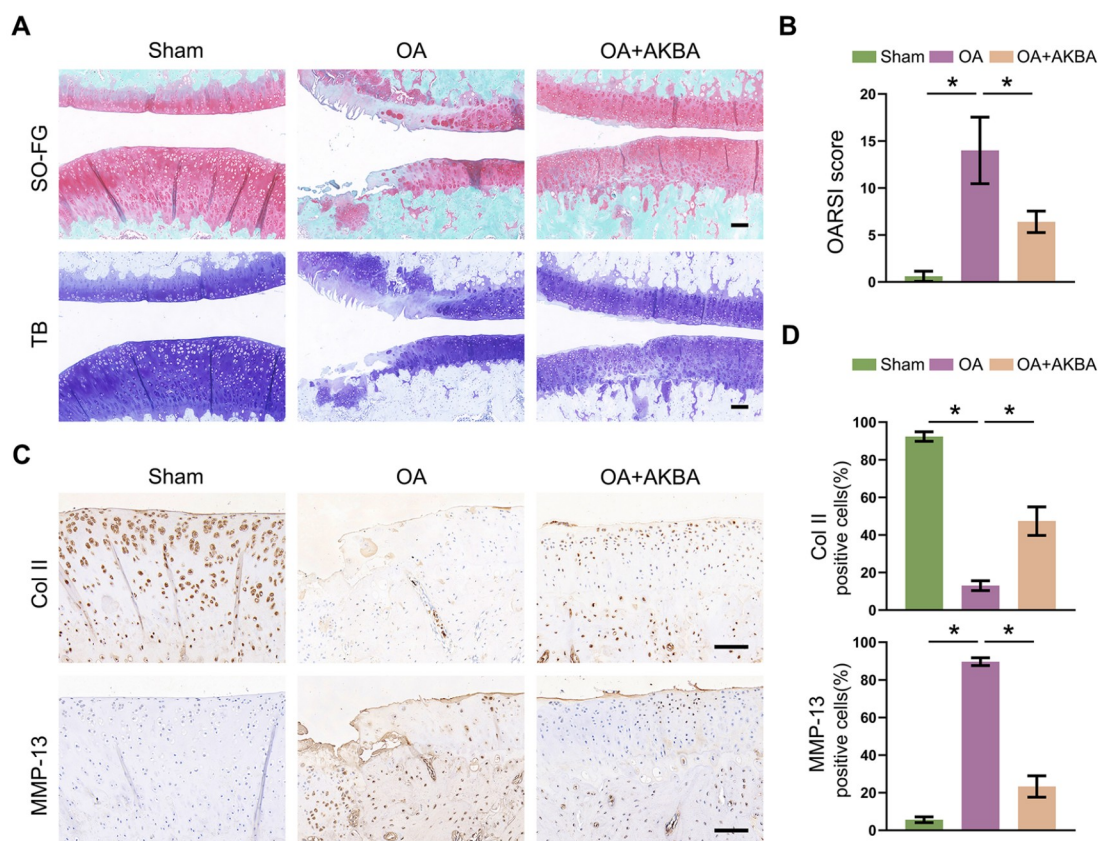 A
Sham OA OA+AKBA
SO-FG
TB
B
Sham OA OA+AKBA
* *
OARSI score
20
15
10
5
0
C
Sham OA OA+AKBA
Col II
MMP-13
D
Sham OA OA+AKBA
* *
Col II
positive cells(%)
100
80
60
40
20
0
* *
MMP-13
positive cells(%)
100
80
60
40
20
0